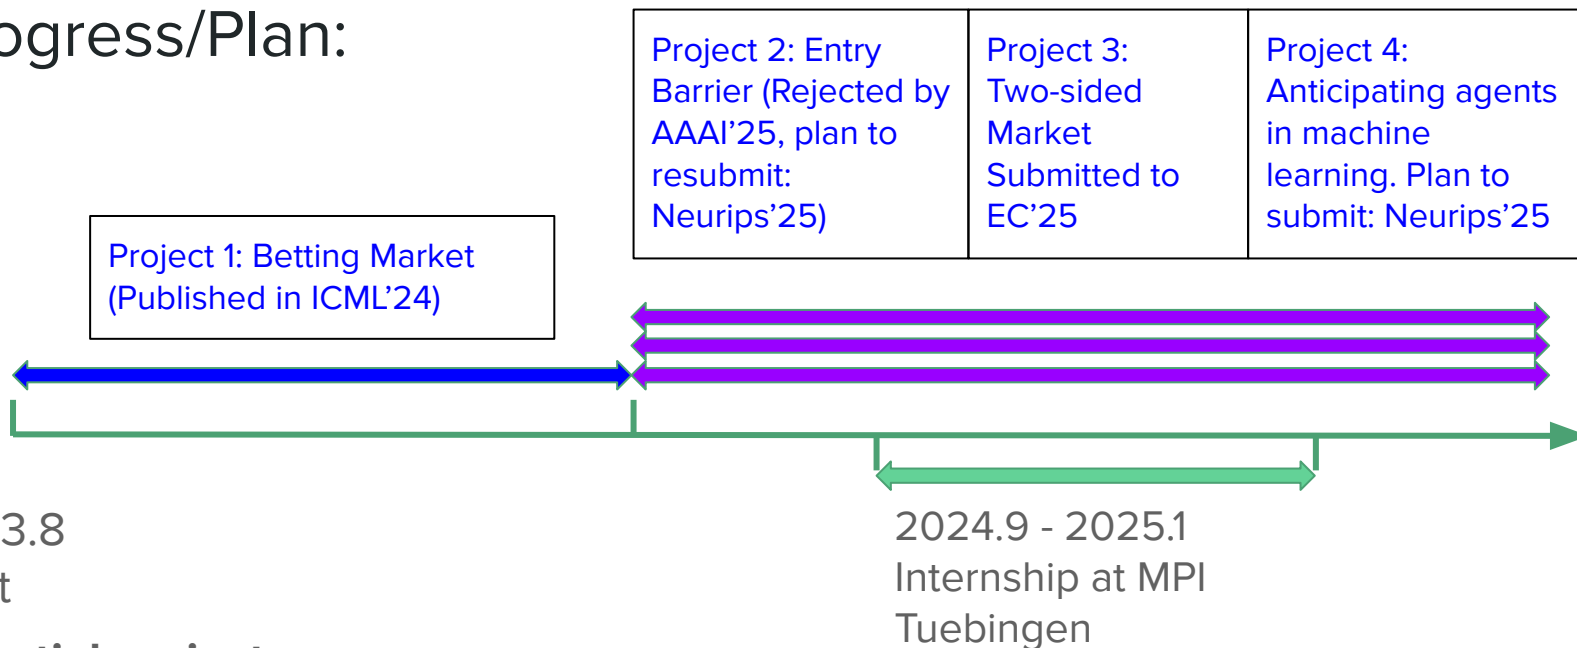 ogress/Plan:
Project 1: Betting Market
(Published in ICML’24)
Project 2: Entry
Barrier (Rejected by
AAAI’25, plan to
resubmit:
Neurips’25)
Project 3:
Two-sided
Market
Submitted to
EC’25
Project 4:
Anticipating agents
in machine
learning. Plan to
submit: Neurips’25
3.8
t
2024.9 - 2025.1
Internship at MPI
Tuebingen